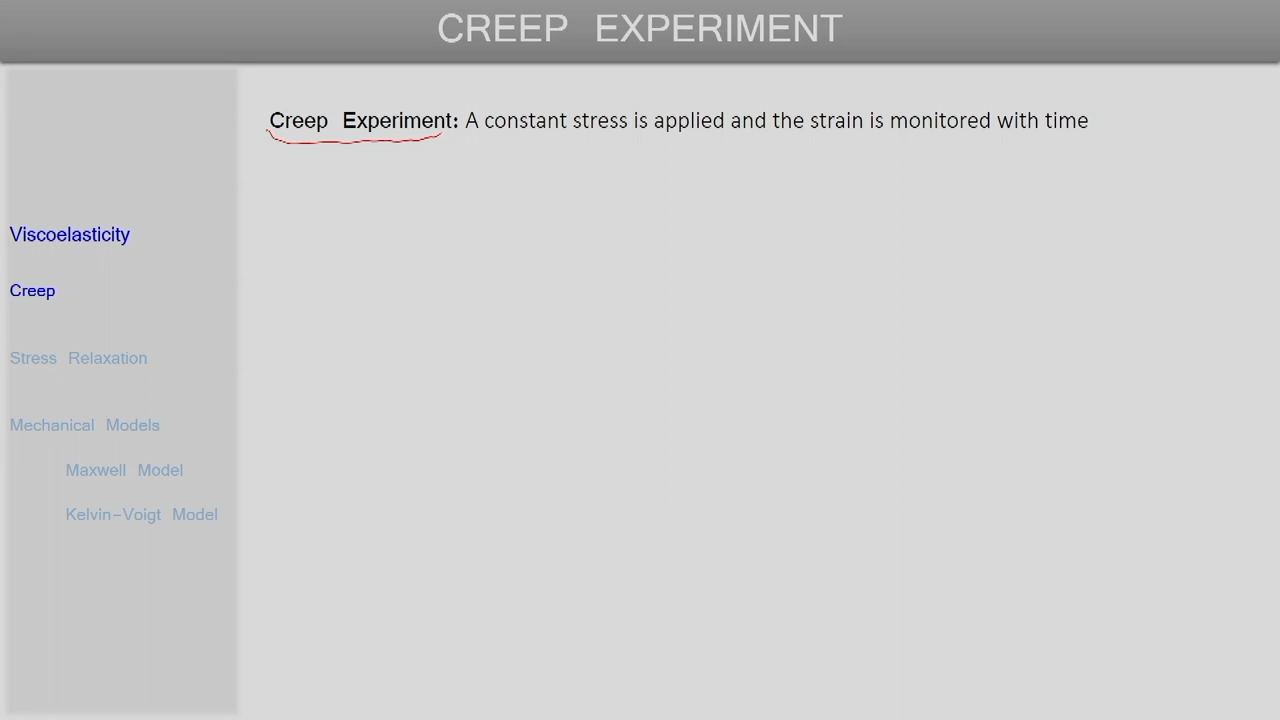 CREEP EXPERIMENT
Creep Experiment: A constant stress is applied and the strain is monitored with time
Viscoelasticity
Creep
Stress Relaxation
Mechanical Models
Maxwell Model
Kelvin-Voigt Model